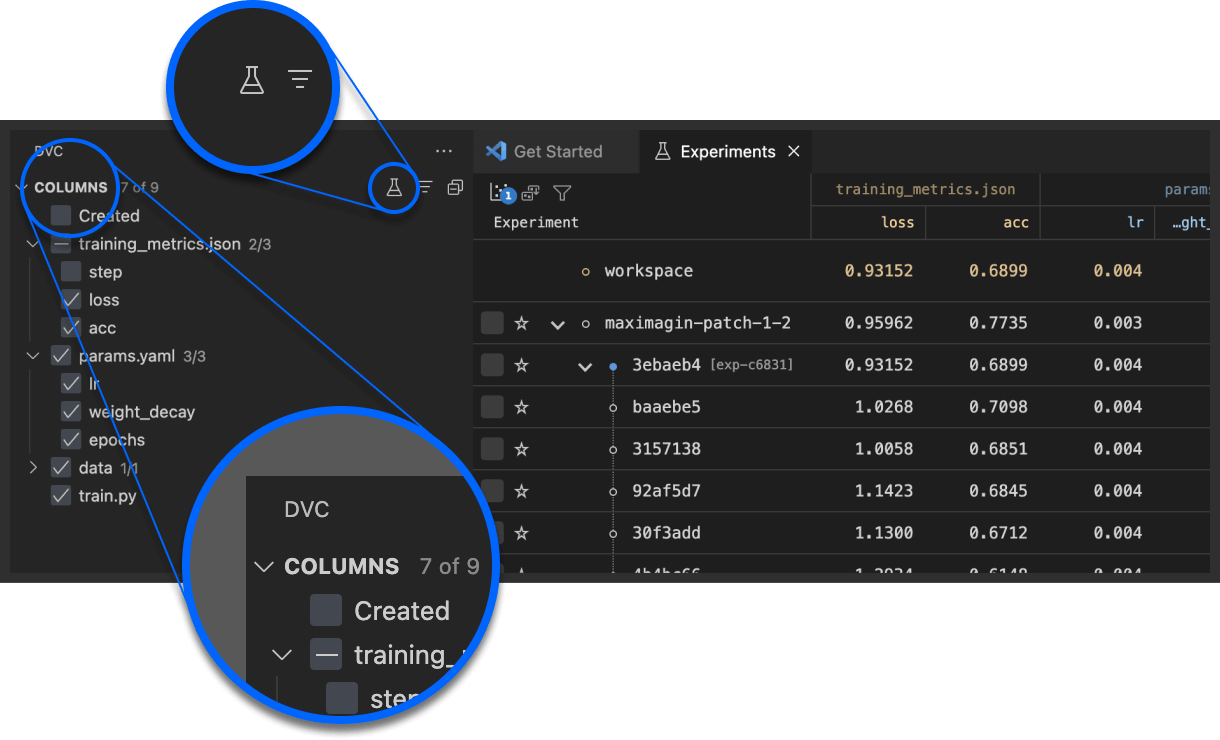 DVC
COLUMNS 7 of 9
Created
training_metrics.json 2/3
step
loss
acc
params.yaml 3/3
lr
weight_decay
epochs
data 1/1
train.py
DVC
COLUMNS 7 of 9
Created
training_
step
Get Started
Experiments
1
training_metrics.json params
Experiment loss acc lr …ght_
workspace 0.93152 0.6899 0.004
maximagin-patch-1-2 0.95962 0.7735 0.003
3ebaeb4 [exp-c6831] 0.93152 0.6899 0.004
baaebe5 1.0268 0.7098 0.004
3157138 1.0058 0.6851 0.004
92af5d7 1.1423 0.6845 0.004
30f3add 1.1300 0.6712 0.004